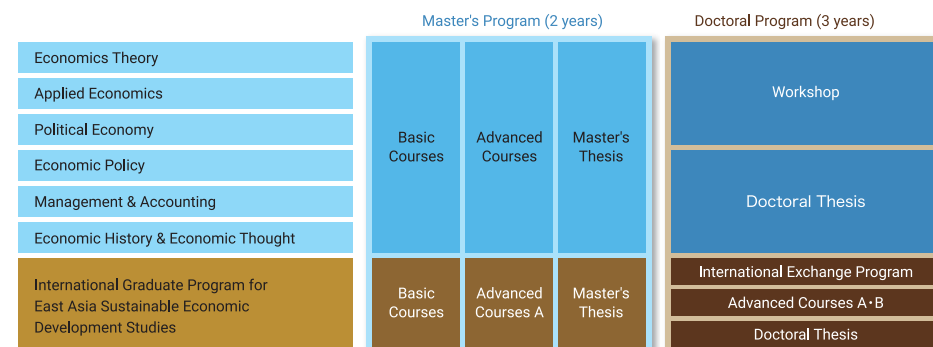 Master's Program (2 years)
Doctoral Program (3 years)
Economics Theory
Applied Economics
Political Economy
Economic Policy
Management & Accounting
Economic History & Economic Thought
Basic
Courses
Advanced
Courses
Master's
Thesis
Workshop
Doctoral Thesis
International Graduate Program for
East Asia Sustainable Economic
Development Studies
Basic
Courses
Advanced
Courses A
Master's
Thesis
International Exchange Program
Advanced Courses A・B
Doctoral Thesis